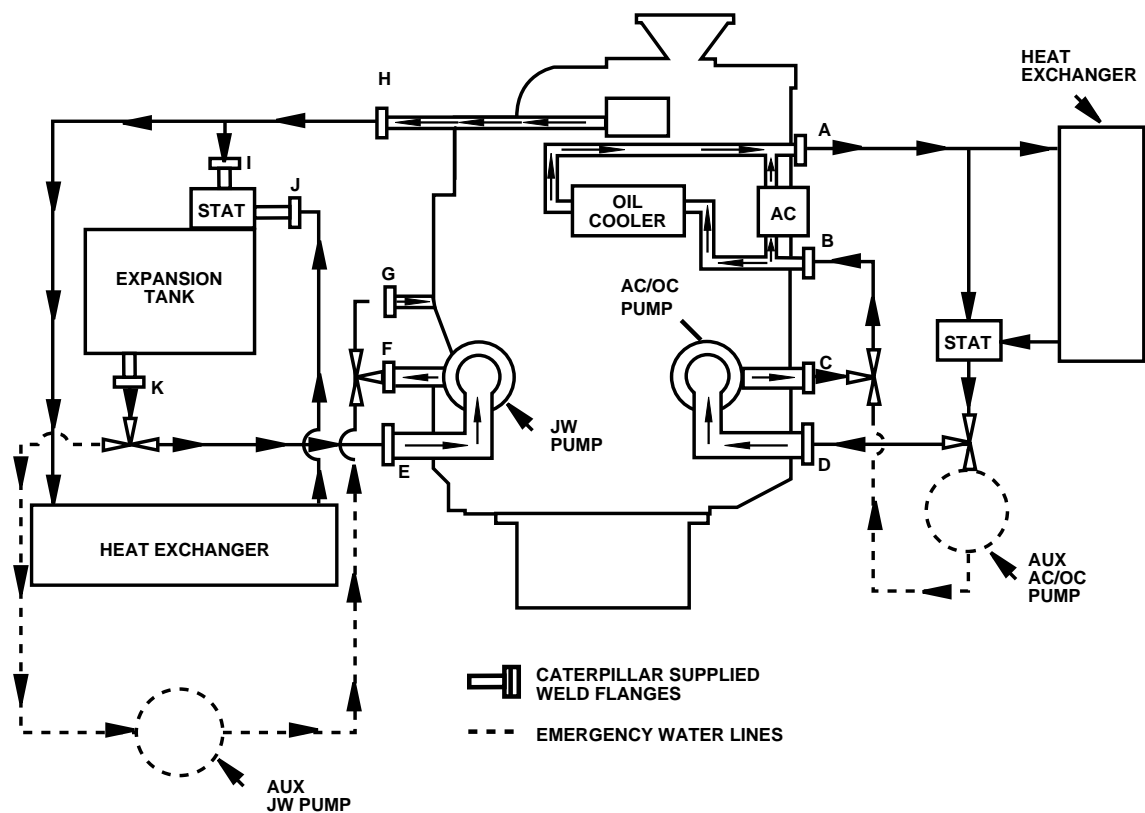 HEAT
EXCHANGER
H
A
I
J
STAT
OIL
COOLER
AC
B
EXPANSION
TANK
G
AC/OC
PUMP
STAT
F
C
K
JW
PUMP
E
D
HEAT EXCHANGER
AUX
AC/OC
PUMP
CATERPILLAR SUPPLIED
WELD FLANGES
EMERGENCY WATER LINES
AUX
JW PUMP